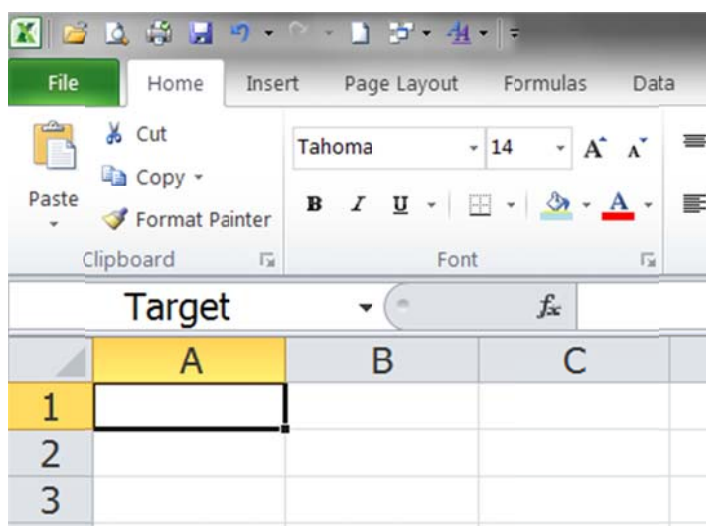 File Home Insert Page Layout Formulas Data
Cut
Tahoma 14
Copy
Paste
Format Painter
B I U A
Clipboard Font
Target fx
A B C
1
2
3